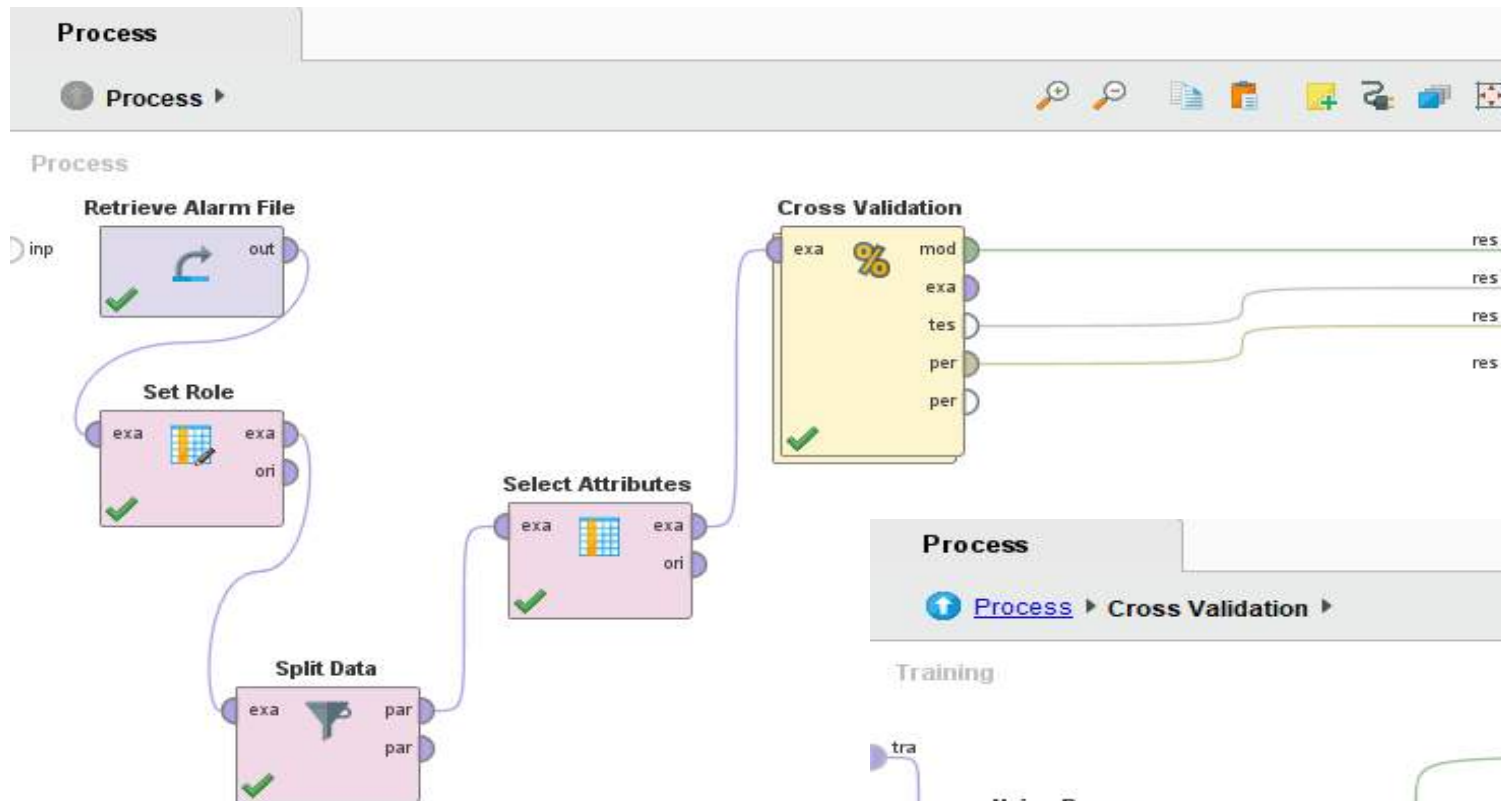 Process
Process
Process
Retrieve Alarm File
inp
out
Set Role
exa
exa
ori
Split Data
exa
par
par
Select Attributes
exa
exa
ori
Cross Validation
exa
%
mod
exa
tes
per
per
res
res
res
res
Process
Process Cross Validation
Training
tra